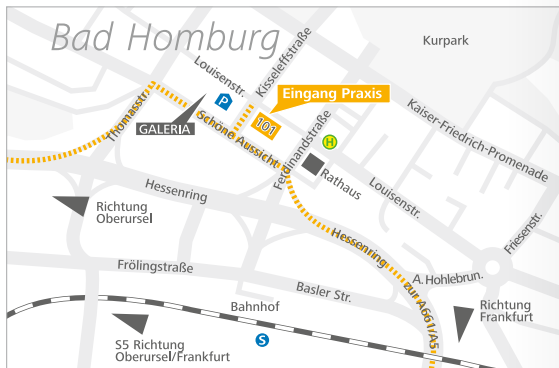 Bad Homburg
Kurpark
Louisenstr.
Kisseleffstraße
P
Eingang Praxis
Thomasstr.
GALERIA
101
Schöne Aussicht
Ferdinandstraße
H
Kaiser-Friedrich-Promenade
Rathaus
Louisenstr.
Hessenring
Richtung
Oberursel
Hessenring
Friesenstr.
Frölingstraße
A. Hohlebrun.
Basler Str.
zur A661/A5
Bahnhof
Richtung
Frankfurt
S5 Richtung
Oberursel/Frankfurt
S